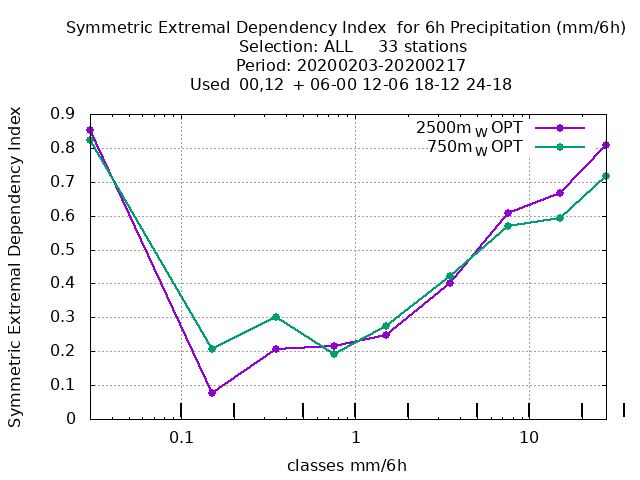 Symmetric Extremal Dependency Index  for 6h Precipitation (mm/6h)
Selection: ALL     33 stations
Period: 20200203-20200217
Used  00,12  + 06-00 12-06 18-12 24-18
Symmetric Extremal Dependency Index
0.9
0.8
0.7
0.6
0.5
0.4
0.3
0.2
0.1
0
2500m W OPT
750m W OPT
0.1 1 10
classes mm/6h